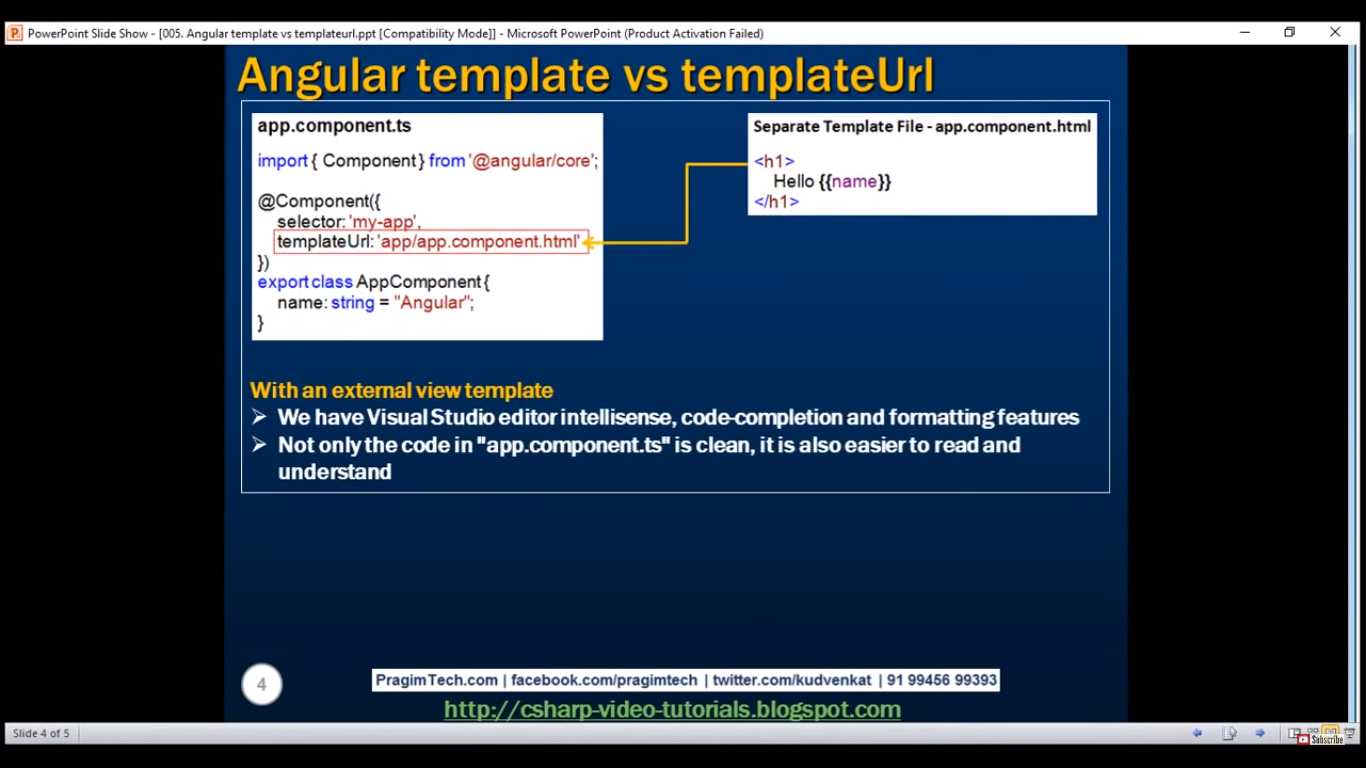 PowerPoint Slide Show - [005. Angular template vs templateurl.ppt [Compatibility Mode]] - Microsoft PowerPoint (Product Activation Failed)
Angular template vs templateUrl
app.component.ts
import { Component } from '@angular/core';
@Component({
selector: 'my-app',
templateUrl: 'app/app.component.html'
})
export class AppComponent {
name: string = "Angular";
}
Separate Template File - app.component.html
<h1>
Hello {{name}}
</h1>
With an external view template
➢ We have Visual Studio editor intellisense, code-completion and formatting features
➢ Not only the code in "app.component.ts" is clean, it is also easier to read and
understand
4
PragimTech.com | facebook.com/pragimtech | twitter.com/kudvenkat | 91 99456 99393
http://csharp-video-tutorials.blogspot.com
Slide 4 of 5
Subscribe